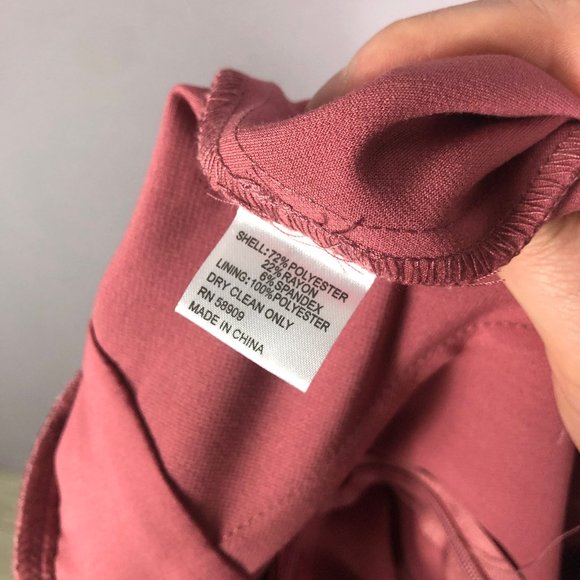 SHELL:72%POLYESTER
22%RAYON
6%SPANDEX
LINING:100%POLYESTER
DRY CLEAN ONLY
RN 58909
MADE IN CHINA